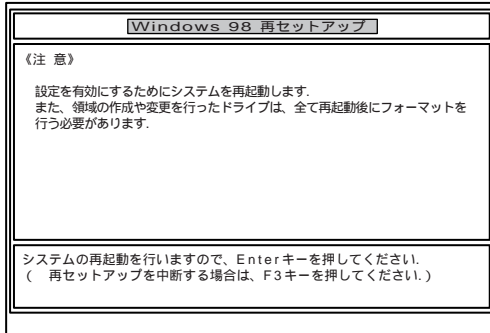 Windows 98 再セットアップ
《注 意》
設定を有効にするためにシステムを再起動します.
また、領域の作成や変更を行ったドライブは、全て再起動後にフォーマットを
行う必要があります.
システムの再起動を行いますので、Enterキーを押してください.
( 再セットアップを中断する場合は、F3キーを押してください.)